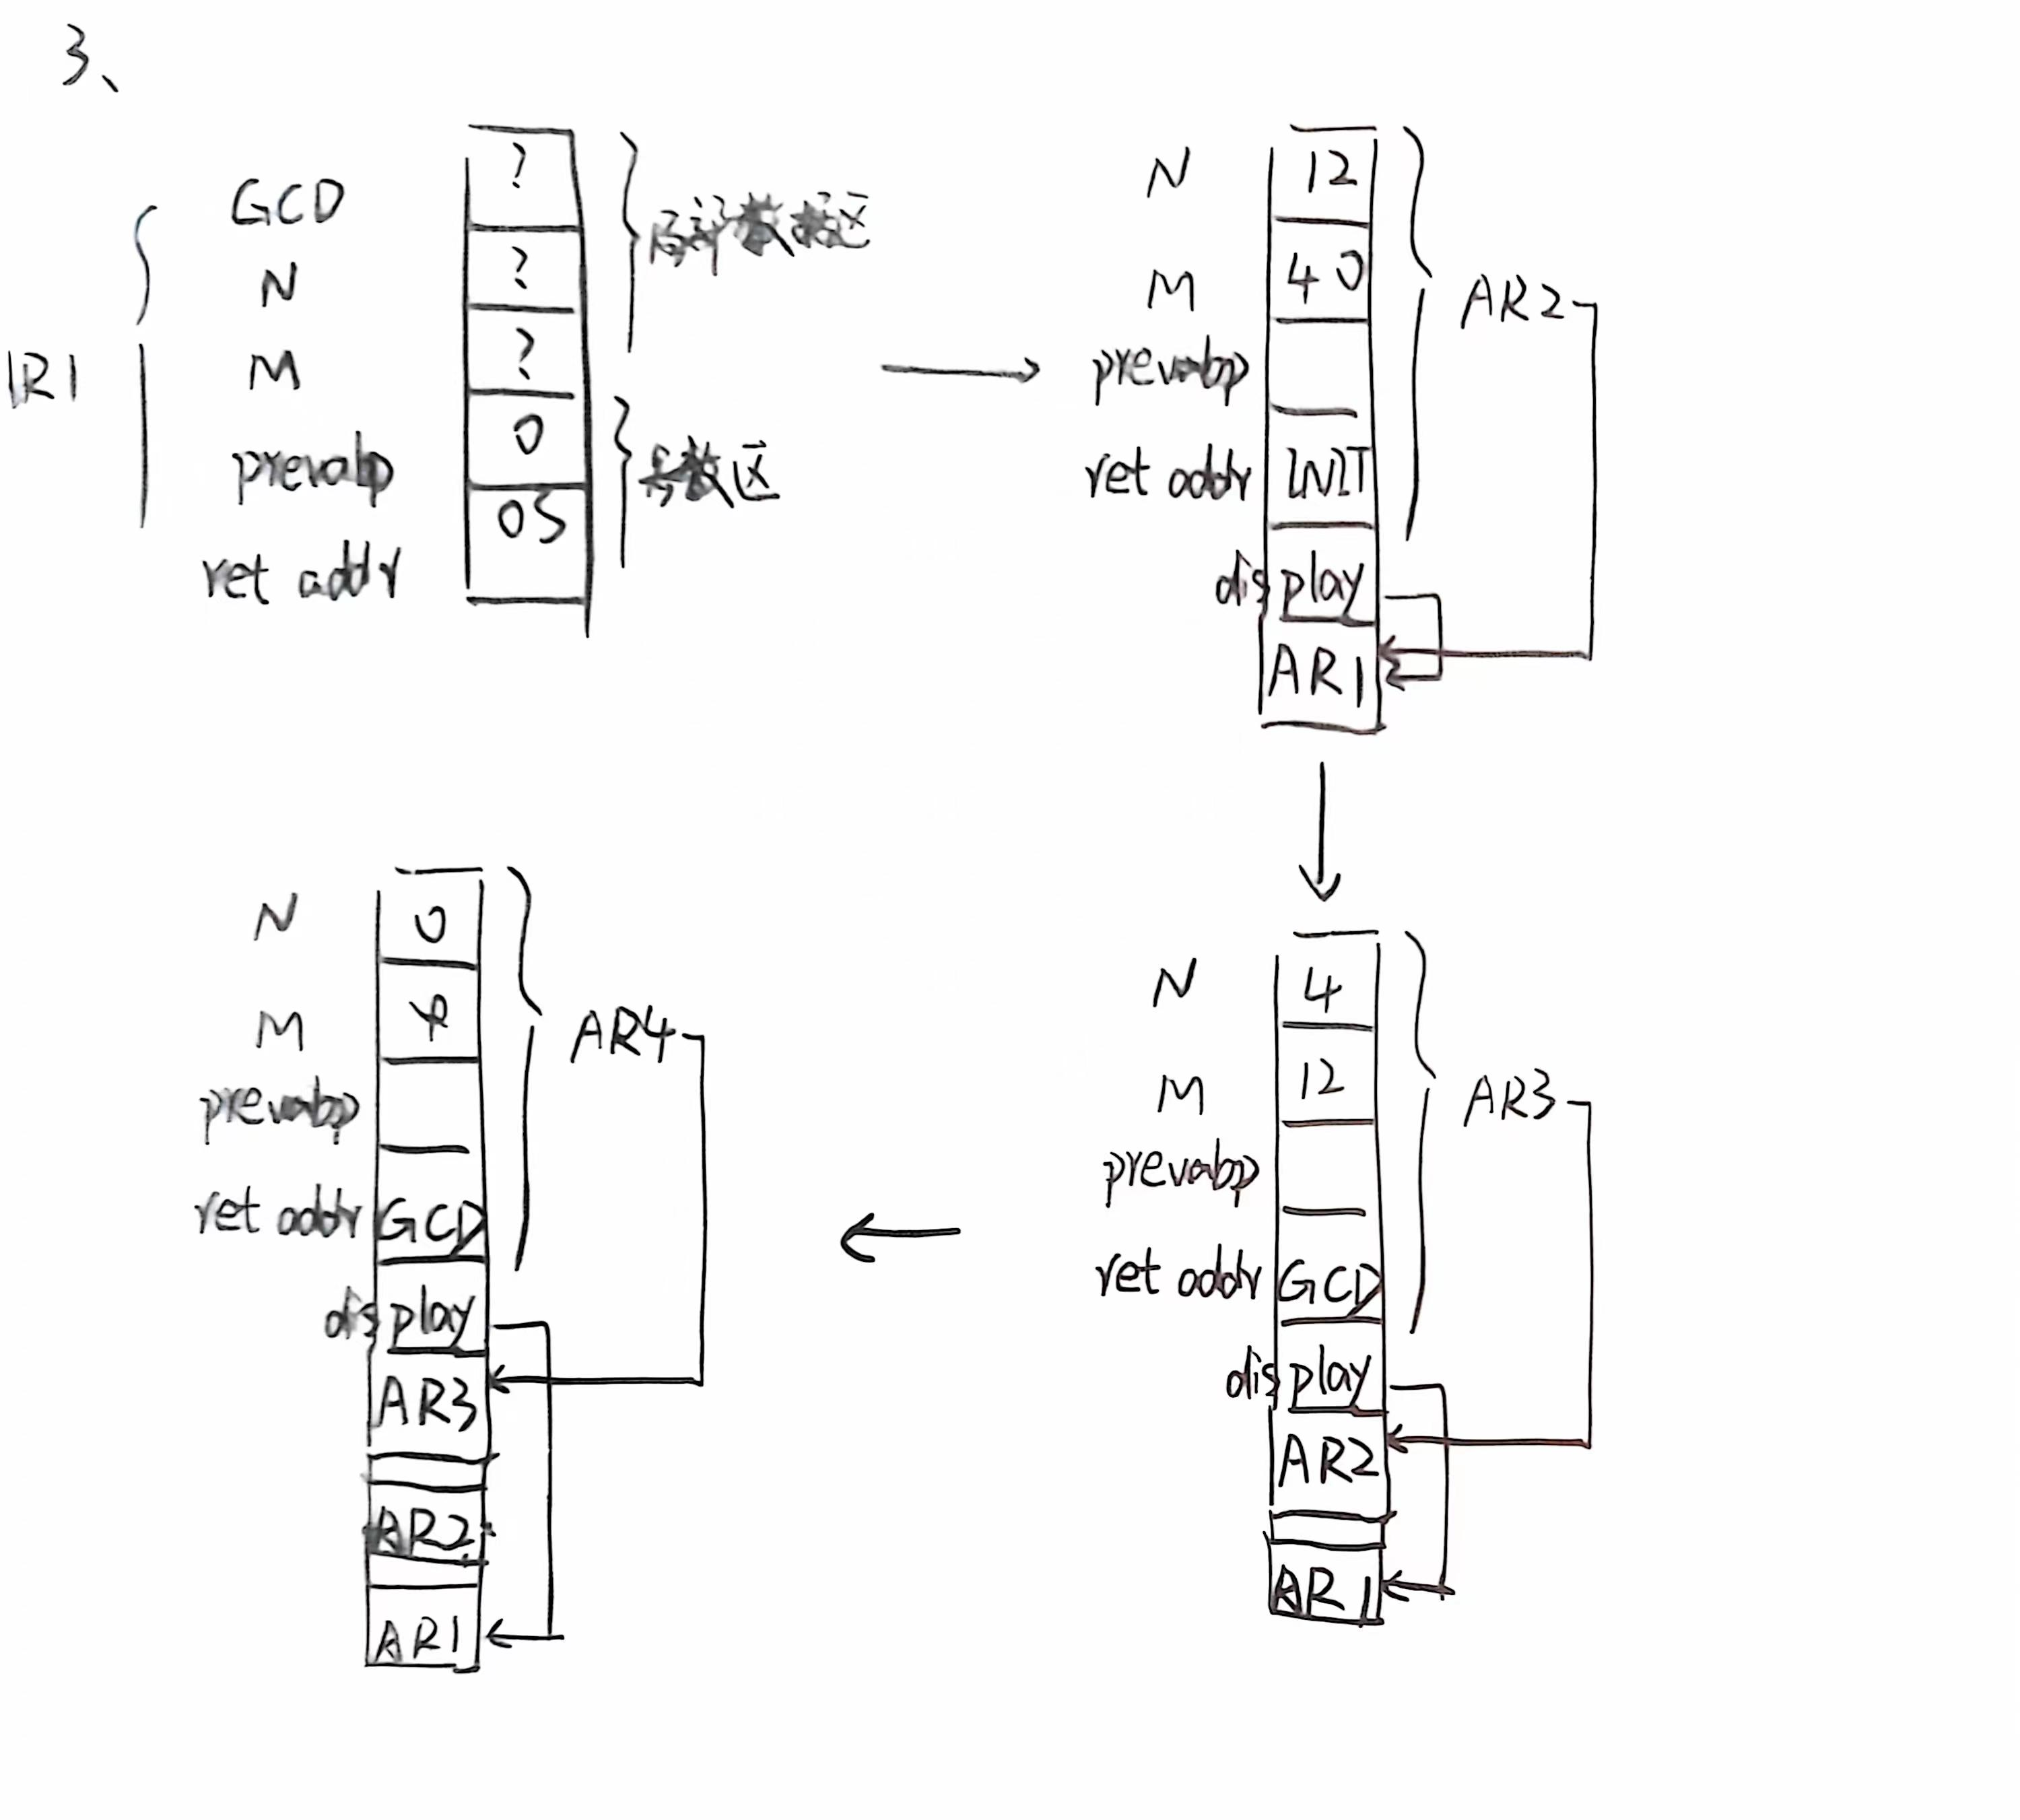 3、
GCD ?
N ?
M ?
prevabp 0
ret addr OS
局部数据区
参数区
→
N 12
M 40
prevabp
ret addr INIT
display
AR1
AR2
↓
N 4
M 12
prevabp
ret addr GCD
display
AR2
AR1
AR3
←
N 0
M 4
prevabp
ret addr GCD
display
AR3
AR2
AR1
AR4